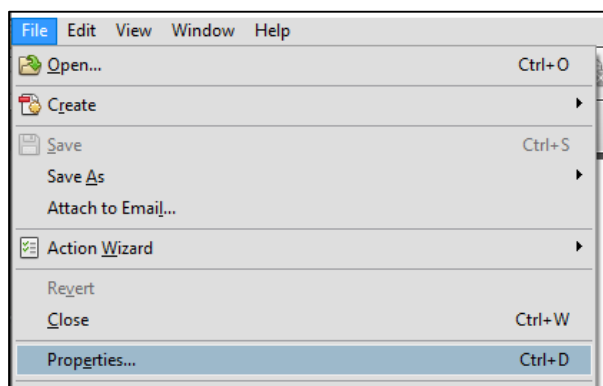 File Edit View Window Help
Open... Ctrl+O
Create
Save Ctrl+S
Save As
Attach to Email...
Action Wizard
Revert
Close Ctrl+W
Properties... Ctrl+D